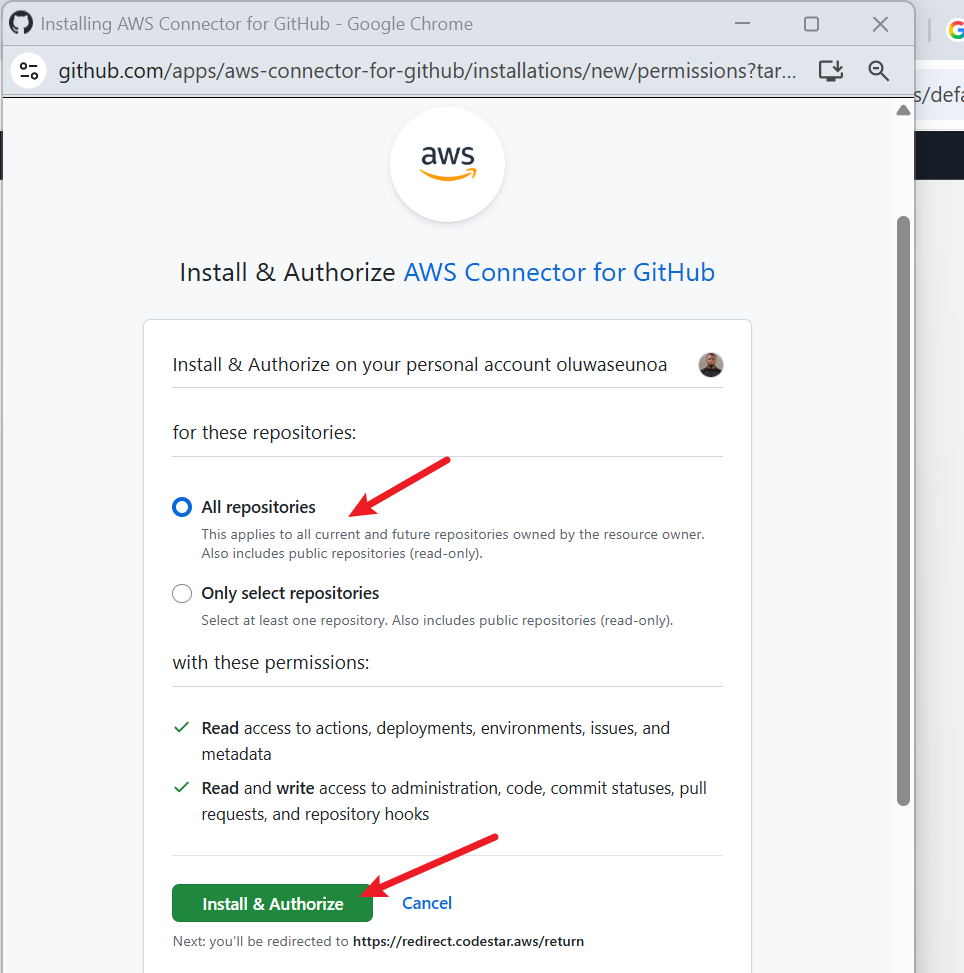 Installing AWS Connector for GitHub - Google Chrome
github.com/apps/aws-connector-for-github/installations/new/permissions?tar...
s/defa
aws
Install & Authorize AWS Connector for GitHub
Install & Authorize on your personal account oluwaseunoa
for these repositories:
All repositories
This applies to all current and future repositories owned by the resource owner.
Also includes public repositories (read-only).
Only select repositories
Select at least one repository. Also includes public repositories (read-only).
with these permissions:
Read access to actions, deployments, environments, issues, and
metadata
Read and write access to administration, code, commit statuses, pull
requests, and repository hooks
Install & Authorize
Cancel
Next: you'll be redirected to https://redirect.codestar.aws/return